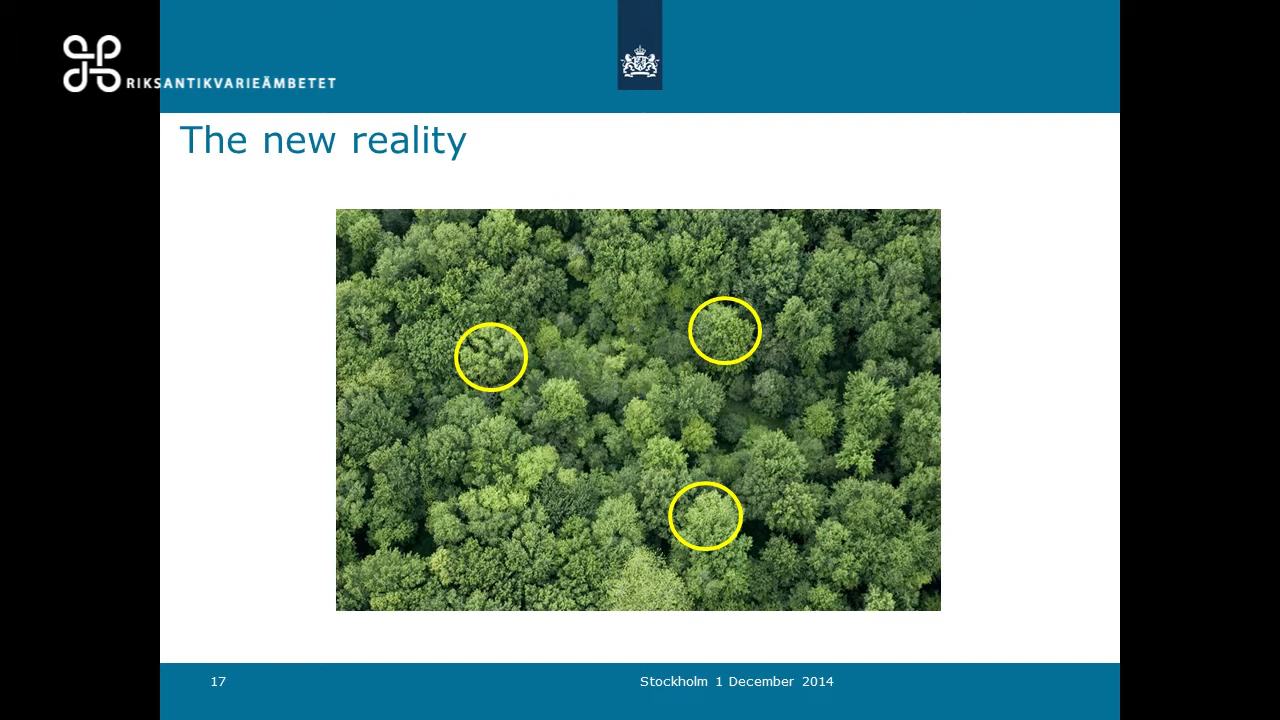 RIKSANTIKVARIEÄMBETET
The new reality
17
Stockholm 1 December 2014